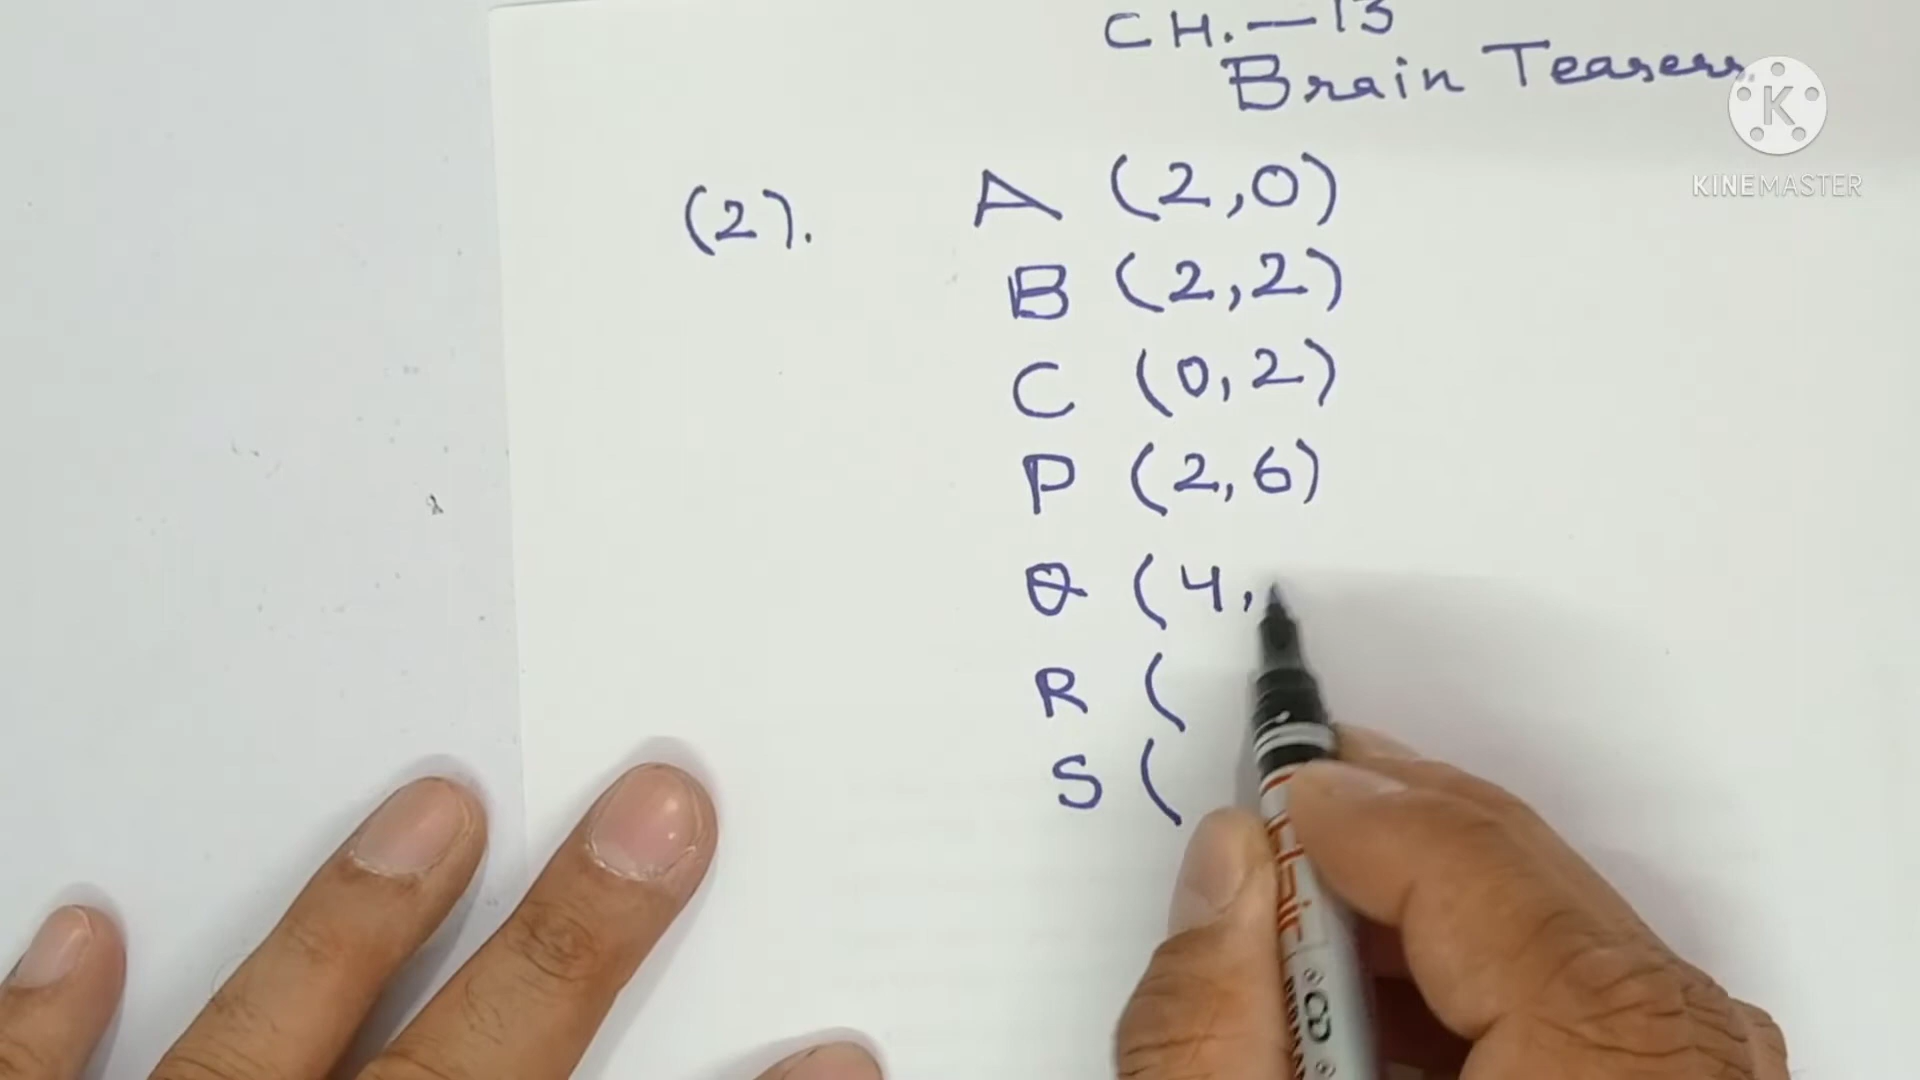 CH. — 13
Brain Teasers
KINEMASTER
(2). A (2,0)
B (2,2)
C (0,2)
P (2,6)
Q (4,
R (
S (